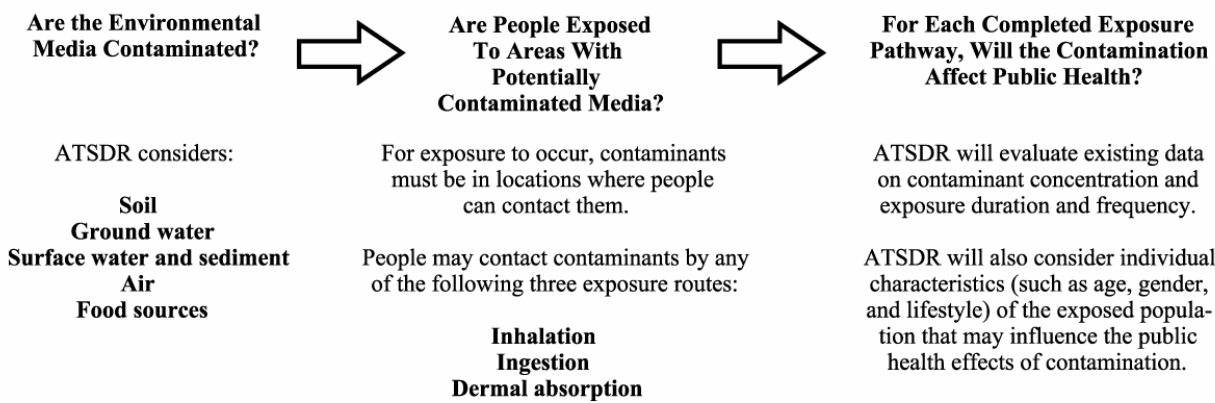 Are the Environmental
Media Contaminated?
Are People Exposed
To Areas With
Potentially
Contaminated Media?
For Each Completed Exposure
Pathway, Will the Contamination
Affect Public Health?
ATSDR considers:
Soil
Ground water
Surface water and sediment
Air
Food sources
For exposure to occur, contaminants
must be in locations where people
can contact them.
People may contact contaminants by any
of the following three exposure routes:
Inhalation
Ingestion
Dermal absorption
ATSDR will evaluate existing data
on contaminant concentration and
exposure duration and frequency.
ATSDR will also consider individual
characteristics (such as age, gender,
and lifestyle) of the exposed popula-
tion that may influence the public
health effects of contamination.